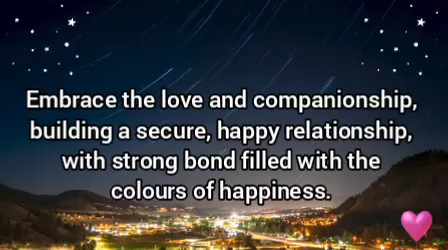 Embrace the love and companionship,
building a secure, happy relationship,
with strong bond filled with the
colours of happiness.